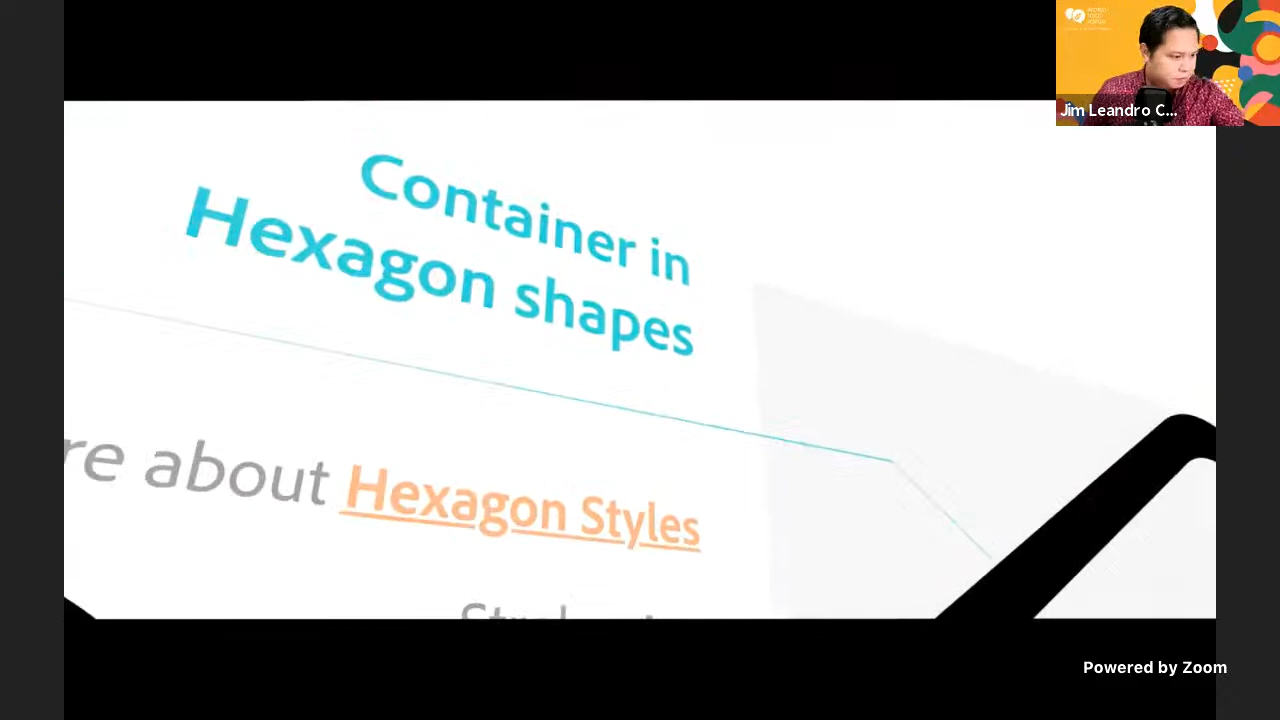 Container in
Hexagon shapes
re about Hexagon Styles
Jim Leandro C...
Powered by Zoom